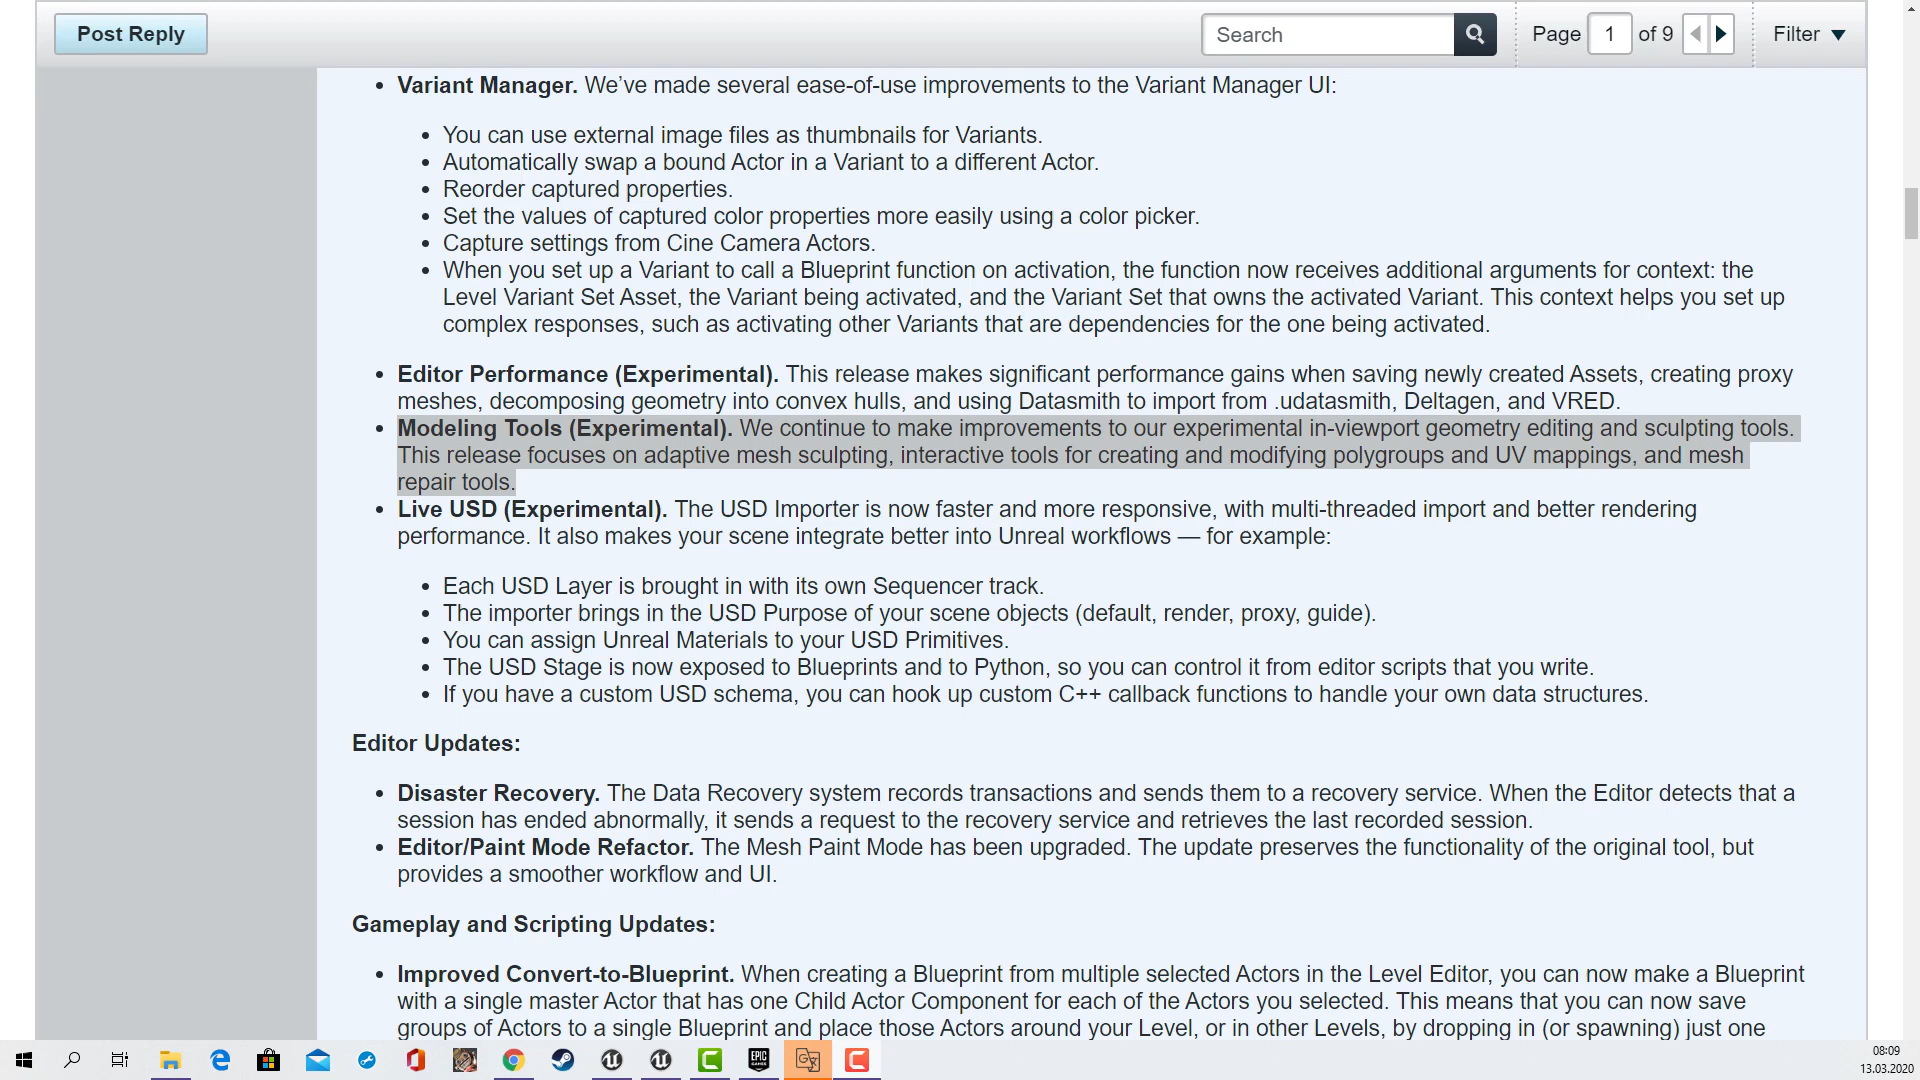 Post Reply
Search
Page 1 of 9
Filter
Variant Manager. We’ve made several ease-of-use improvements to the Variant Manager UI:
You can use external image files as thumbnails for Variants.
Automatically swap a bound Actor in a Variant to a different Actor.
Reorder captured properties.
Set the values of captured color properties more easily using a color picker.
Capture settings from Cine Camera Actors.
When you set up a Variant to call a Blueprint function on activation, the function now receives additional arguments for context: the
Level Variant Set Asset, the Variant being activated, and the Variant Set that owns the activated Variant. This context helps you set up
complex responses, such as activating other Variants that are dependencies for the one being activated.
Editor Performance (Experimental). This release makes significant performance gains when saving newly created Assets, creating proxy
meshes, decomposing geometry into convex hulls, and using Datasmith to import from .udatasmith, Deltagen, and VRED.
Modeling Tools (Experimental). We continue to make improvements to our experimental in-viewport geometry editing and sculpting tools.
This release focuses on adaptive mesh sculpting, interactive tools for creating and modifying polygroups and UV mappings, and mesh
repair tools.
Live USD (Experimental). The USD Importer is now faster and more responsive, with multi-threaded import and better rendering
performance. It also makes your scene integrate better into Unreal workflows — for example:
Each USD Layer is brought in with its own Sequencer track.
The importer brings in the USD Purpose of your scene objects (default, render, proxy, guide).
You can assign Unreal Materials to your USD Primitives.
The USD Stage is now exposed to Blueprints and to Python, so you can control it from editor scripts that you write.
If you have a custom USD schema, you can hook up custom C++ callback functions to handle your own data structures.
Editor Updates:
Disaster Recovery. The Data Recovery system records transactions and sends them to a recovery service. When the Editor detects that a
session has ended abnormally, it sends a request to the recovery service and retrieves the last recorded session.
Editor/Paint Mode Refactor. The Mesh Paint Mode has been upgraded. The update preserves the functionality of the original tool, but
provides a smoother workflow and UI.
Gameplay and Scripting Updates:
Improved Convert-to-Blueprint. When creating a Blueprint from multiple selected Actors in the Level Editor, you can now make a Blueprint
with a single master Actor that has one Child Actor Component for each of the Actors you selected. This means that you can now save
groups of Actors to a single Blueprint and place those Actors around your Level, or in other Levels, by dropping in (or spawning) just one
EPIC GAMES
08:09
13.03.2020